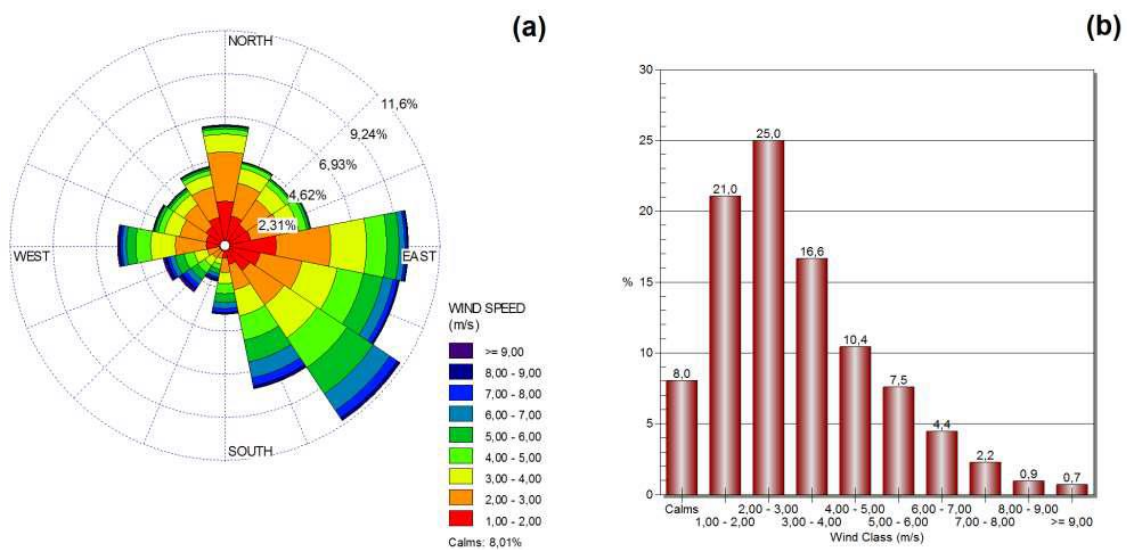 (a)
NORTH
11,6%
9,24%
6,93%
4,62%
2,31%
WEST
EAST
SOUTH
WIND SPEED
(m/s)
>= 9,00
8,00 - 9,00
7,00 - 8,00
6,00 - 7,00
5,00 - 6,00
4,00 - 5,00
3,00 - 4,00
2,00 - 3,00
1,00 - 2,00
Calms: 8,01%
(b)
30
25
20
15
10
5
0
%
8,0
21,0
25,0
16,6
10,4
7,5
4,4
2,2
0,9
0,7
Calms
2,00 - 3,00
4,00 - 5,00
6,00 - 7,00
8,00 - 9,00
1,00 - 2,00
3,00 - 4,00
5,00 - 6,00
7,00 - 8,00
>= 9,00
Wind Class (m/s)